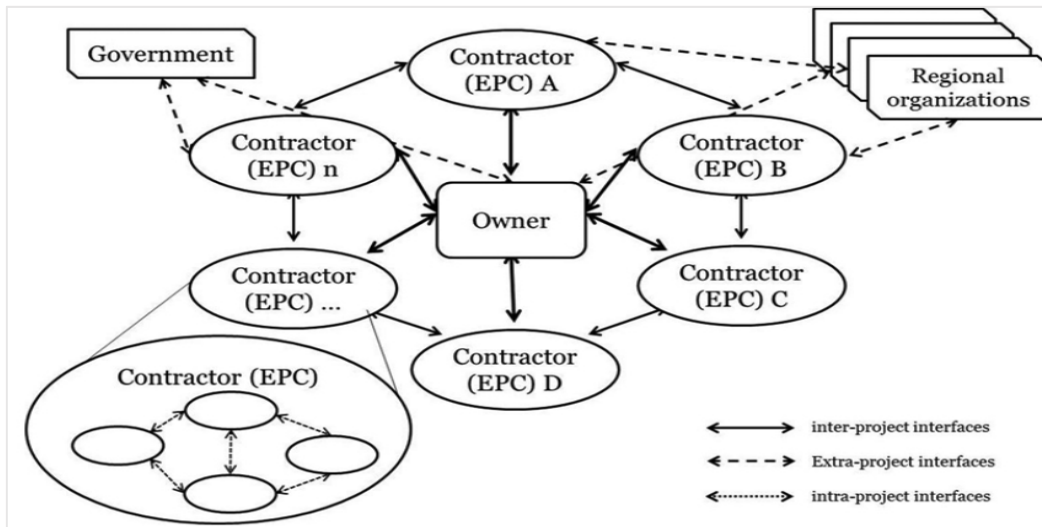 Government
Contractor
(EPC) A
Regional
organizations
Contractor
(EPC) n
Contractor
(EPC) B
Owner
Contractor
(EPC) ...
Contractor
(EPC) C
Contractor
(EPC) D
Contractor (EPC)
inter-project interfaces
Extra-project interfaces
intra-project interfaces